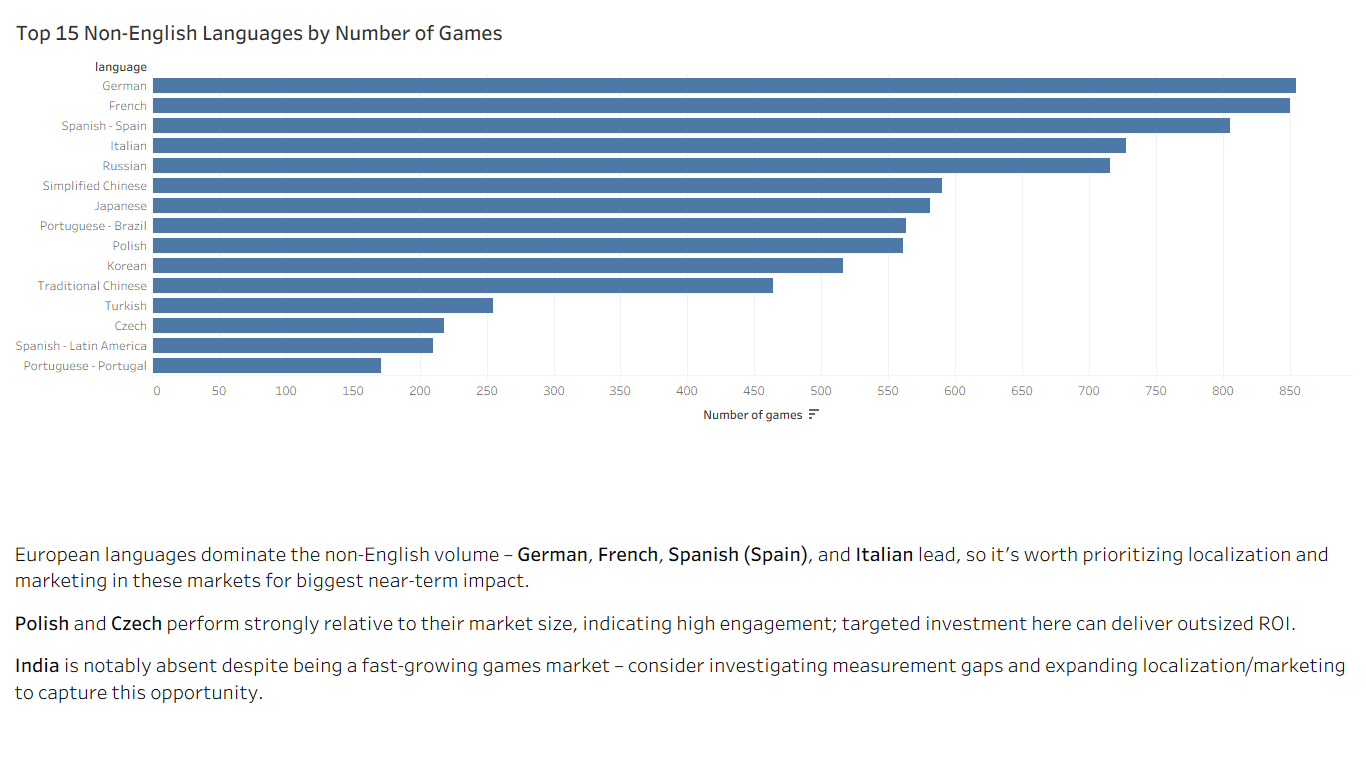 Top 15 Non-English Languages by Number of Games
language
German
French
Spanish - Spain
Italian
Russian
Simplified Chinese
Japanese
Portuguese - Brazil
Polish
Korean
Traditional Chinese
Turkish
Czech
Spanish - Latin America
Portuguese - Portugal
0 50 100 150 200 250 300 350 400 450 500 550 600 650 700 750 800 850
Number of games
European languages dominate the non-English volume – German, French, Spanish (Spain), and Italian lead, so it’s worth prioritizing localization and
marketing in these markets for biggest near-term impact.
Polish and Czech perform strongly relative to their market size, indicating high engagement; targeted investment here can deliver outsized ROI.
India is notably absent despite being a fast-growing games market – consider investigating measurement gaps and expanding localization/marketing
to capture this opportunity.